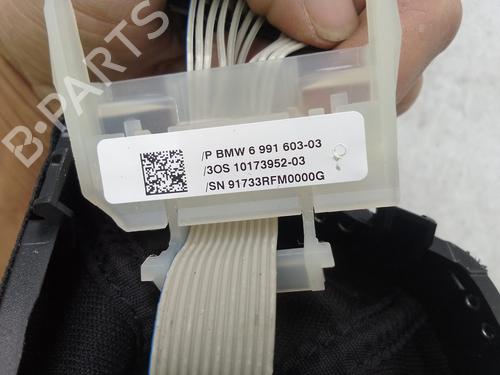 B-PARTS
/P BMW 6 991 603-03
/3OS 10173952-03
/SN 91733RFM0000G